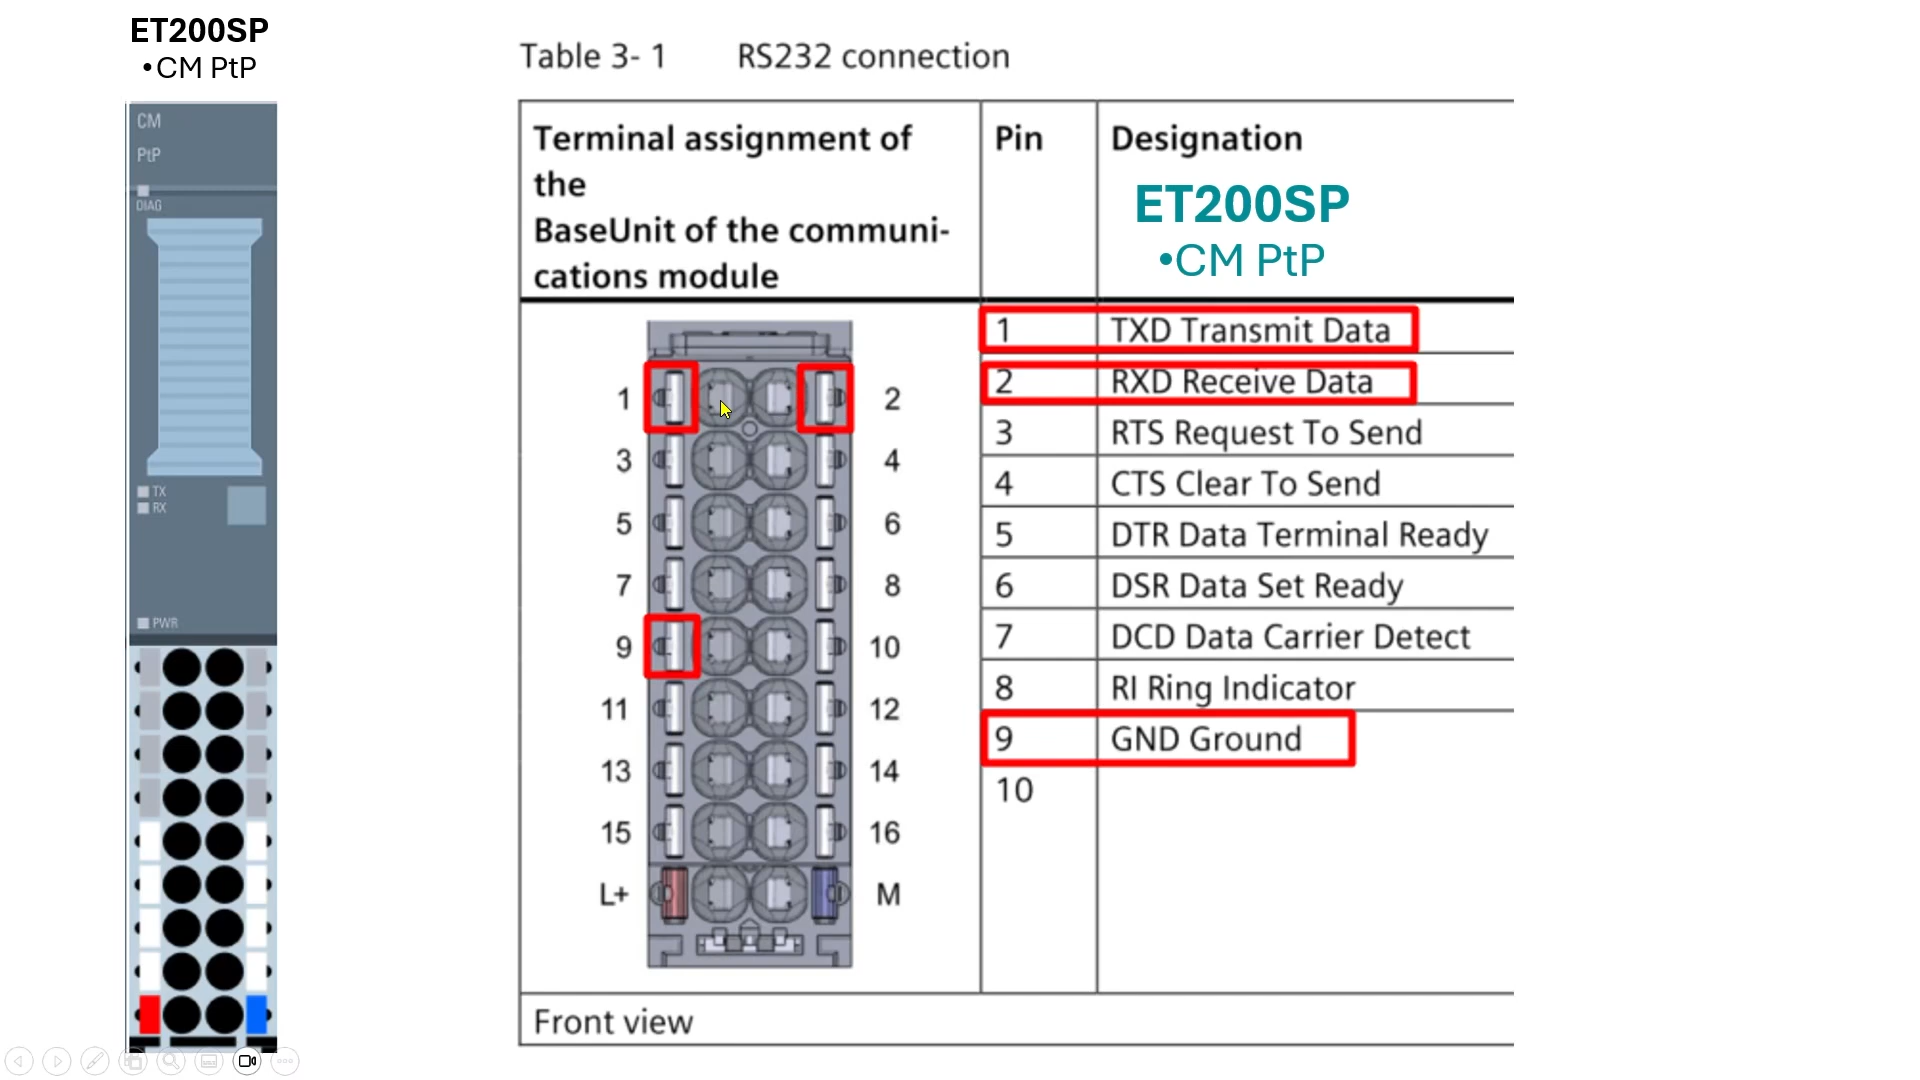 ET200SP
•CM PtP
CM
PtP
DIAG
TX
RX
PWR
Table 3- 1 RS232 connection
Terminal assignment of
the
BaseUnit of the communi-
cations module
Pin
Designation
ET200SP
•CM PtP
1 2
3 4
5 6
7 8
9 10
11 12
13 14
15 16
L+ M
1 TXD Transmit Data
2 RXD Receive Data
3 RTS Request To Send
4 CTS Clear To Send
5 DTR Data Terminal Ready
6 DSR Data Set Ready
7 DCD Data Carrier Detect
8 RI Ring Indicator
9 GND Ground
10
Front view